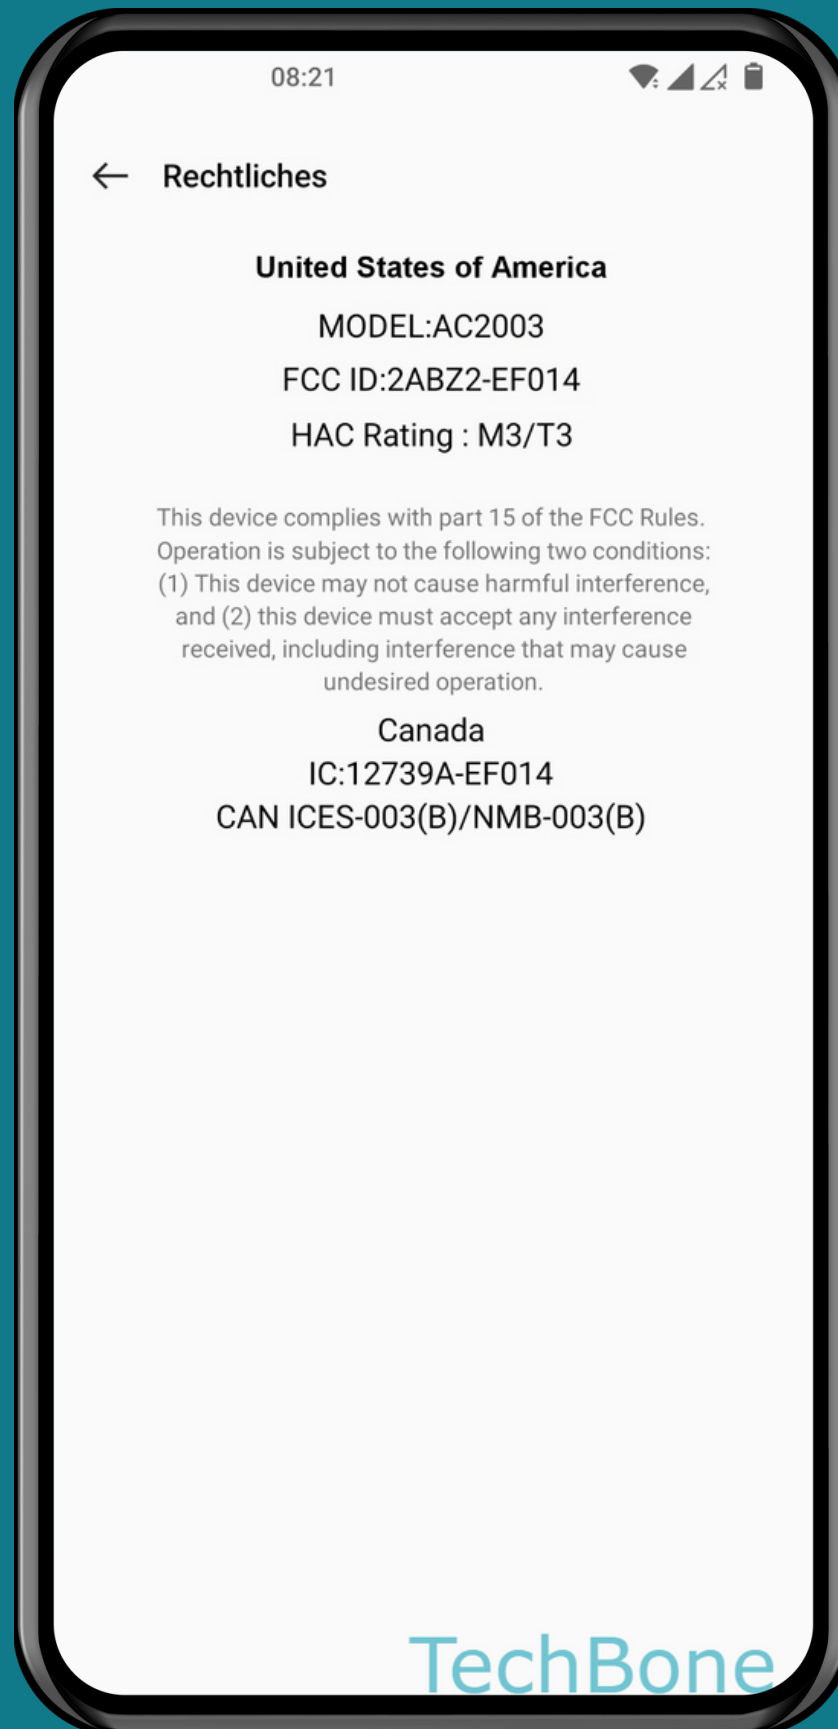 08:21
Rechtliches
United States of America
MODEL:AC2003
FCC ID:2ABZ2-EF014
HAC Rating : M3/T3
This device complies with part 15 of the FCC Rules.
Operation is subject to the following two conditions:
(1) This device may not cause harmful interference,
and (2) this device must accept any interference
received, including interference that may cause
undesired operation.
Canada
IC:12739A-EF014
CAN ICES-003(B)/NMB-003(B)
TechBone